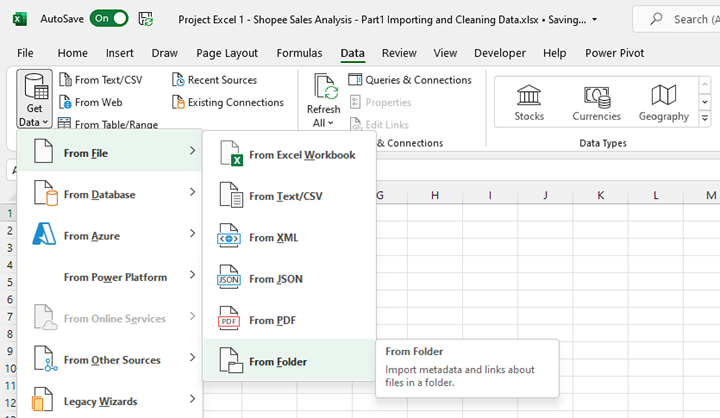 AutoSave On Project Excel 1 - Shopee Sales Analysis - Part1 Importing and Cleaning Data.xlsx • Saving... Search (
File Home Insert Draw Page Layout Formulas Data Review View Developer Help Power Pivot
Get
Data
From Text/CSV
From Web
From Table/Range
Recent Sources
Existing Connections
Refresh
All
Queries & Connections
Properties
Edit Links
& Connections
Stocks
Currencies
Geography
Data Types
From File
From Database
From Azure
From Power Platform
From Online Services
From Other Sources
Legacy Wizards
From Excel Workbook
From Text/CSV
From XML
JSON
From JSON
PDF
From PDF
From Folder
From Folder
Import metadata and links about
files in a folder.
G H I J K L M
1
2
3
4
5
6
7
8
9
10
11
12
13